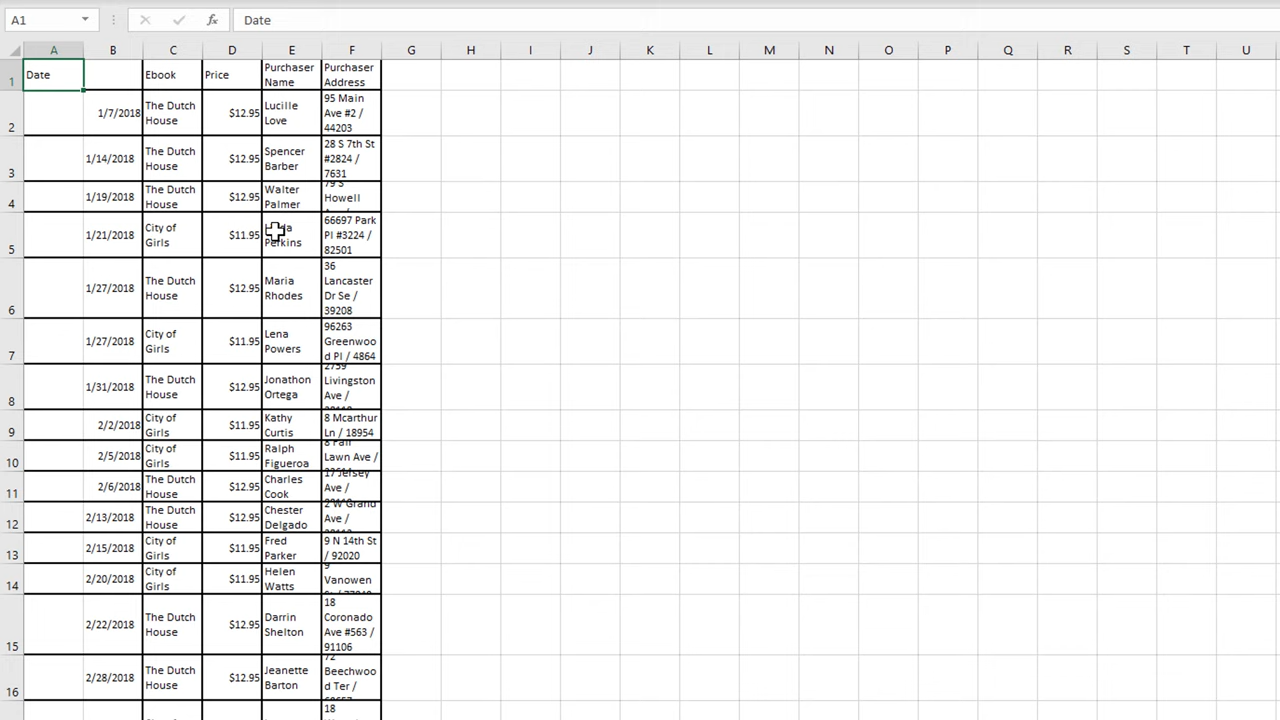 A1 fx Date
A B C D E F G H I J K L M N O P Q R S T U
1 Date Ebook Price Purchaser Name Purchaser Address
2 1/7/2018 The Dutch House $12.95 Lucille Love 95 Main Ave #2 / 44203
3 1/14/2018 The Dutch House $12.95 Spencer Barber 28 S 7th St #2824 / 7631
4 1/19/2018 The Dutch House $12.95 Walter Palmer 79 S Howell
5 1/21/2018 City of Girls $11.95 Perkins 66697 Park Pl #3224 / 82501
6 1/27/2018 The Dutch House $12.95 Maria Rhodes 36 Lancaster Dr Se / 39208
7 1/27/2018 City of Girls $11.95 Lena Powers 96263 Greenwoo d Pl / 4864
8 1/31/2018 The Dutch House $12.95 Jonathon Ortega 2759 Livingston Ave /
9 2/2/2018 City of Girls $11.95 Kathy Curtis 8 Mcarthur Ln / 18954
10 2/5/2018 City of Girls $11.95 Ralph Figueroa 8 Fair Lawn Ave /
11 2/6/2018 The Dutch House $12.95 Charles Cook 17 Jersey Ave /
12 2/13/2018 The Dutch House $12.95 Chester Delgado 2 W Grand Ave /
13 2/15/2018 City of Girls $11.95 Fred Parker 9 N 14th St / 92020
14 2/20/2018 City of Girls $11.95 Helen Watts 9 Vanowen
15 2/22/2018 The Dutch House $12.95 Darrin Shelton 18 Coronado Ave #563 / 91106
16 2/28/2018 The Dutch House $12.95 Jeanette Barton 72 Beechwoo d Ter /
18